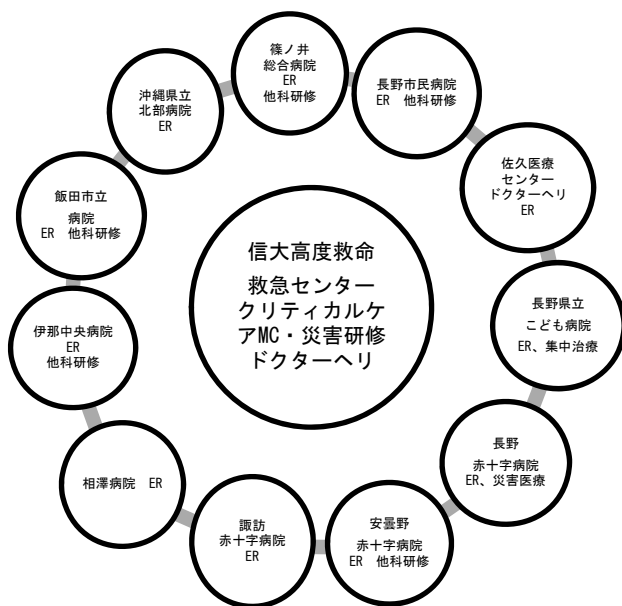 篠ノ井
総合病院
ER
他科研修
長野市民病院
ER 他科研修
佐久医療
センター
ドクターヘリ
ER
長野県立
こども病院
ER、集中治療
長野
赤十字病院
ER、災害医療
安曇野
赤十字病院
ER 他科研修
諏訪
赤十字病院
ER
相澤病院 ER
伊那中央病院
ER
他科研修
飯田市立
病院
ER 他科研修
沖縄県立
北部病院
ER
信大高度救命
救急センター
クリティカルケ
アMC・災害研修
ドクターヘリ